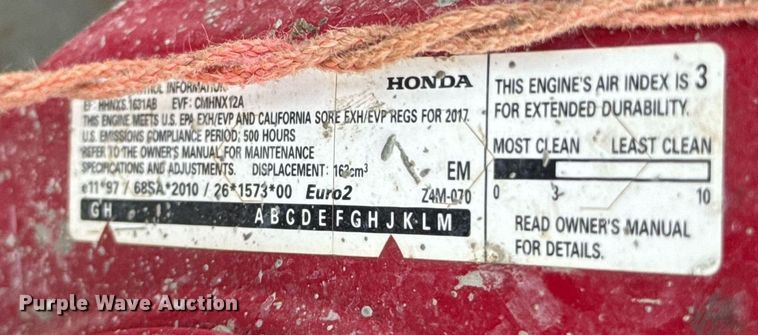 INFORMATION
HONDA
EF: HHNXS.1631AB EVF: CMHNX12A
THIS ENGINE MEETS U.S. EPA EXH/EVP AND CALIFORNIA SORE EXH/EVP REGS FOR 2017.
U.S. EMISSIONS COMPLIANCE PERIOD: 500 HOURS
REFER TO THE OWNER'S MANUAL FOR MAINTENANCE
SPECIFICATIONS AND ADJUSTMENTS. DISPLACEMENT: 163cm³ EM
e11*97 / 68SA*2010 / 26*1573*00 Euro2 Z4M-070
GH ABCDEFGHJKLM
THIS ENGINE'S AIR INDEX IS 3
FOR EXTENDED DURABILITY.
MOST CLEAN LEAST CLEAN
0 3 10
READ OWNER'S MANUAL
FOR DETAILS.
Purple Wave Auction